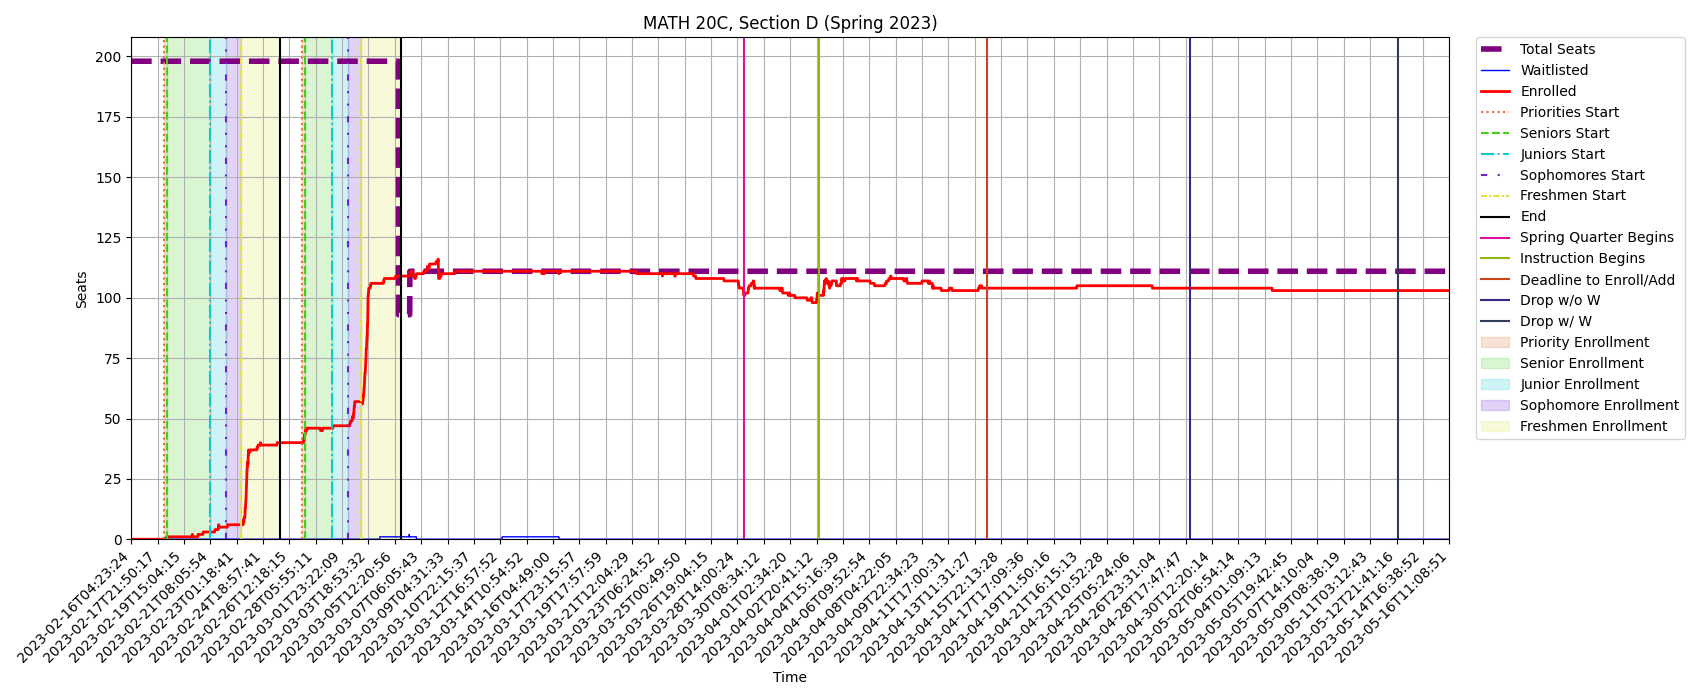 MATH 20C, Section D (Spring 2023)
Seats
200
175
150
125
100
75
50
25
0
2023-02-16T04:23:24
2023-02-17T21:50:17
2023-02-19T15:04:15
2023-02-21T08:05:54
2023-02-23T01:18:41
2023-02-24T18:57:41
2023-02-26T12:18:15
2023-02-28T05:55:11
2023-03-01T23:22:09
2023-03-03T18:53:32
2023-03-05T12:20:56
2023-03-07T06:05:43
2023-03-09T04:31:33
2023-03-10T22:15:37
2023-03-12T16:57:52
2023-03-14T10:54:52
2023-03-16T04:49:00
2023-03-17T23:15:57
2023-03-19T17:57:59
2023-03-21T12:04:29
2023-03-23T06:24:52
2023-03-25T00:49:50
2023-03-26T19:04:15
2023-03-28T14:00:24
2023-03-30T08:34:12
2023-04-01T02:34:20
2023-04-02T20:41:12
2023-04-04T15:16:39
2023-04-06T09:52:54
2023-04-08T04:22:05
2023-04-09T22:34:23
2023-04-11T17:00:31
2023-04-13T11:31:27
2023-04-15T22:13:28
2023-04-17T17:09:36
2023-04-19T11:50:16
2023-04-21T16:15:13
2023-04-23T10:52:28
2023-04-25T05:24:06
2023-04-26T23:31:04
2023-04-28T17:47:47
2023-04-30T12:20:14
2023-05-02T06:54:14
2023-05-04T01:09:13
2023-05-05T19:42:45
2023-05-07T14:10:04
2023-05-09T08:38:19
2023-05-11T03:12:43
2023-05-12T21:41:16
2023-05-14T16:38:52
2023-05-16T11:08:51
Time
Total Seats
Waitlisted
Enrolled
Priorities Start
Seniors Start
Juniors Start
Sophomores Start
Freshmen Start
End
Spring Quarter Begins
Instruction Begins
Deadline to Enroll/Add
Drop w/o W
Drop w/ W
Priority Enrollment
Senior Enrollment
Junior Enrollment
Sophomore Enrollment
Freshmen Enrollment